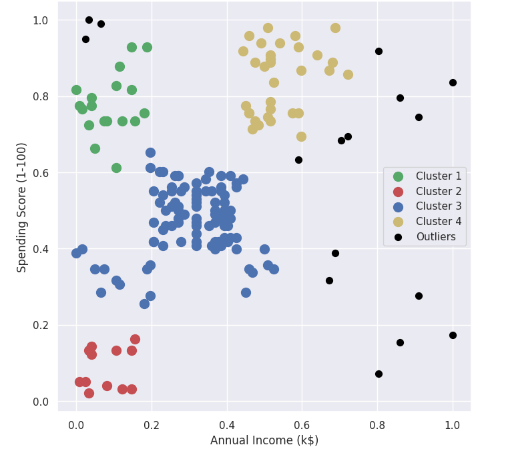 1.0
0.8
0.6
0.4
0.2
0.0
Spending Score (1-100)
Cluster 1
Cluster 2
Cluster 3
Cluster 4
Outliers
0.0 0.2 0.4 0.6 0.8 1.0
Annual Income (k$)